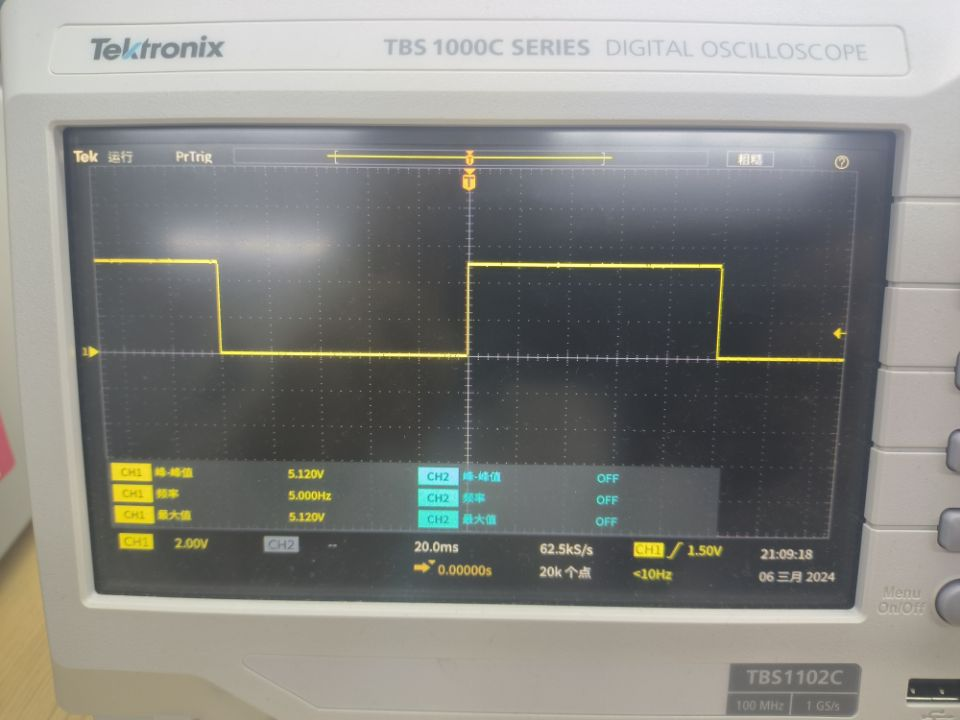 Tektronix TBS 1000C SERIES DIGITAL OSCILLOSCOPE
Tek 运行 PrTrig 粗糙 ?
T
T
1
CH1 峰-峰值 5.120V CH2 峰-峰值 OFF
CH1 频率 5.000Hz CH2 频率 OFF
CH1 最大值 5.120V CH2 最大值 OFF
CH1 2.00V CH2 -- 20.0ms 62.5kS/s CH1 1.50V 21:09:18
0.00000s 20k 个点 <10Hz 06 三月 2024
Menu
On/Off
TBS1102C
100 MHz 1 GS/s